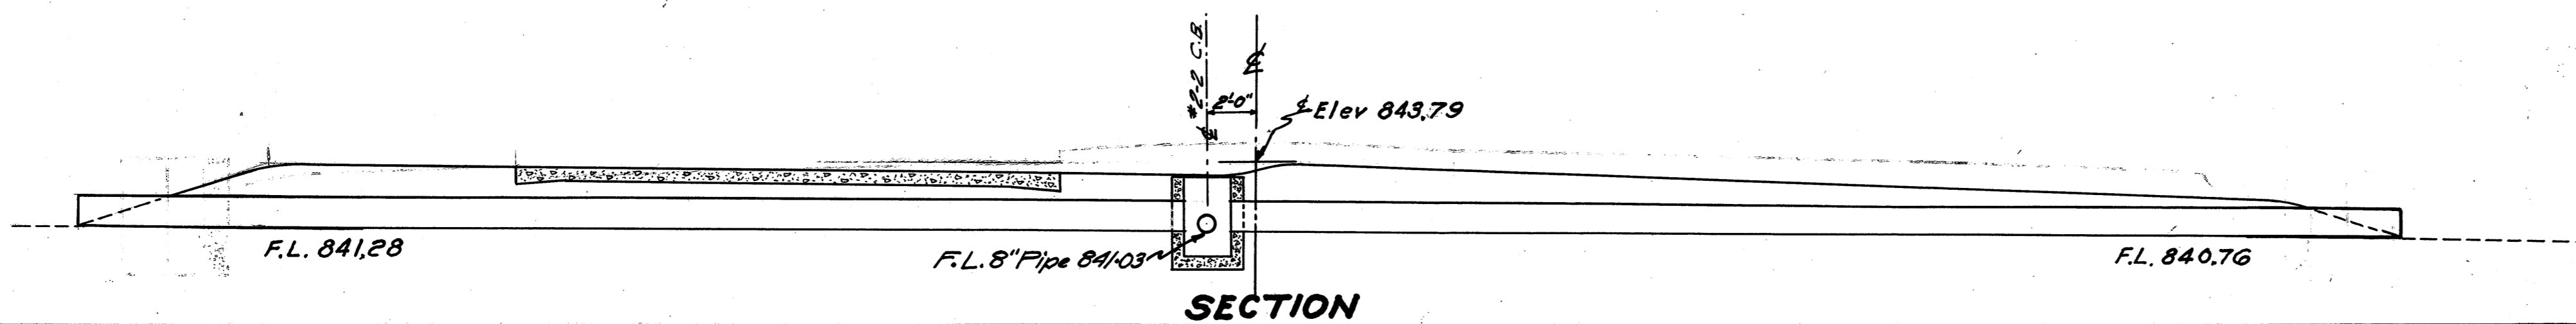 #2-2 C.B.
℄
℄
2'-0"
℄ Elev 843.79
F.L. 841.28
F.L. 8" Pipe 841.03
F.L. 840.76
SECTION